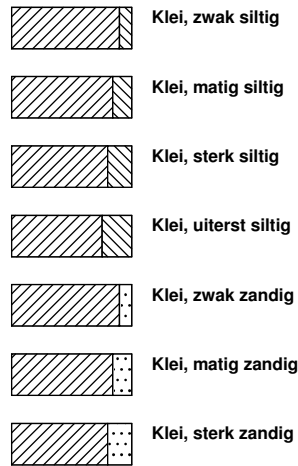 Klei, zwak siltig
Klei, matig siltig
Klei, sterk siltig
Klei, uiterst siltig
Klei, zwak zandig
Klei, matig zandig
Klei, sterk zandig